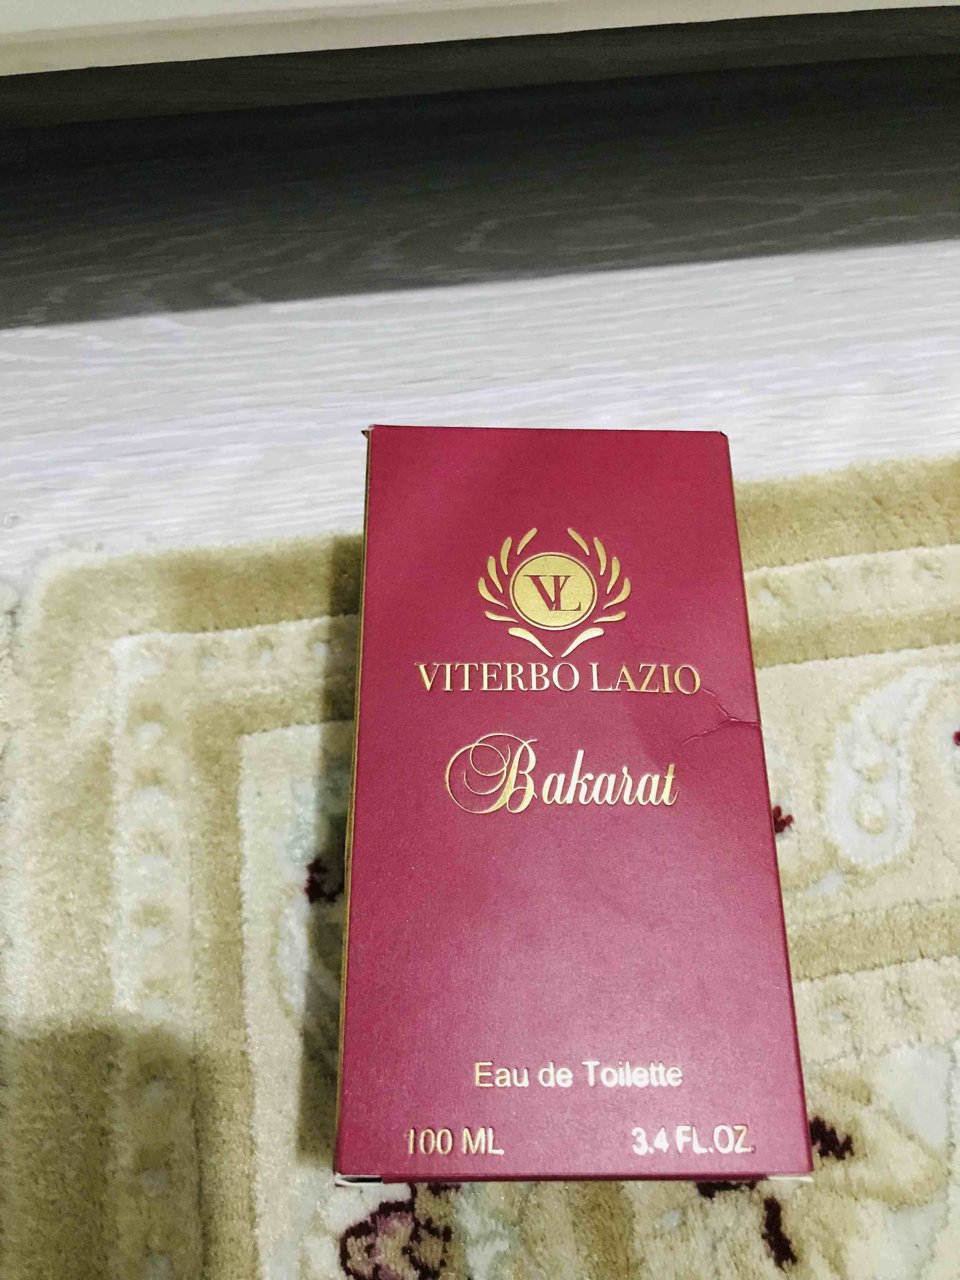 VL
VITERBO LAZIO
Bakarat
Eau de Toilette
100 ML 3.4 FL.OZ.